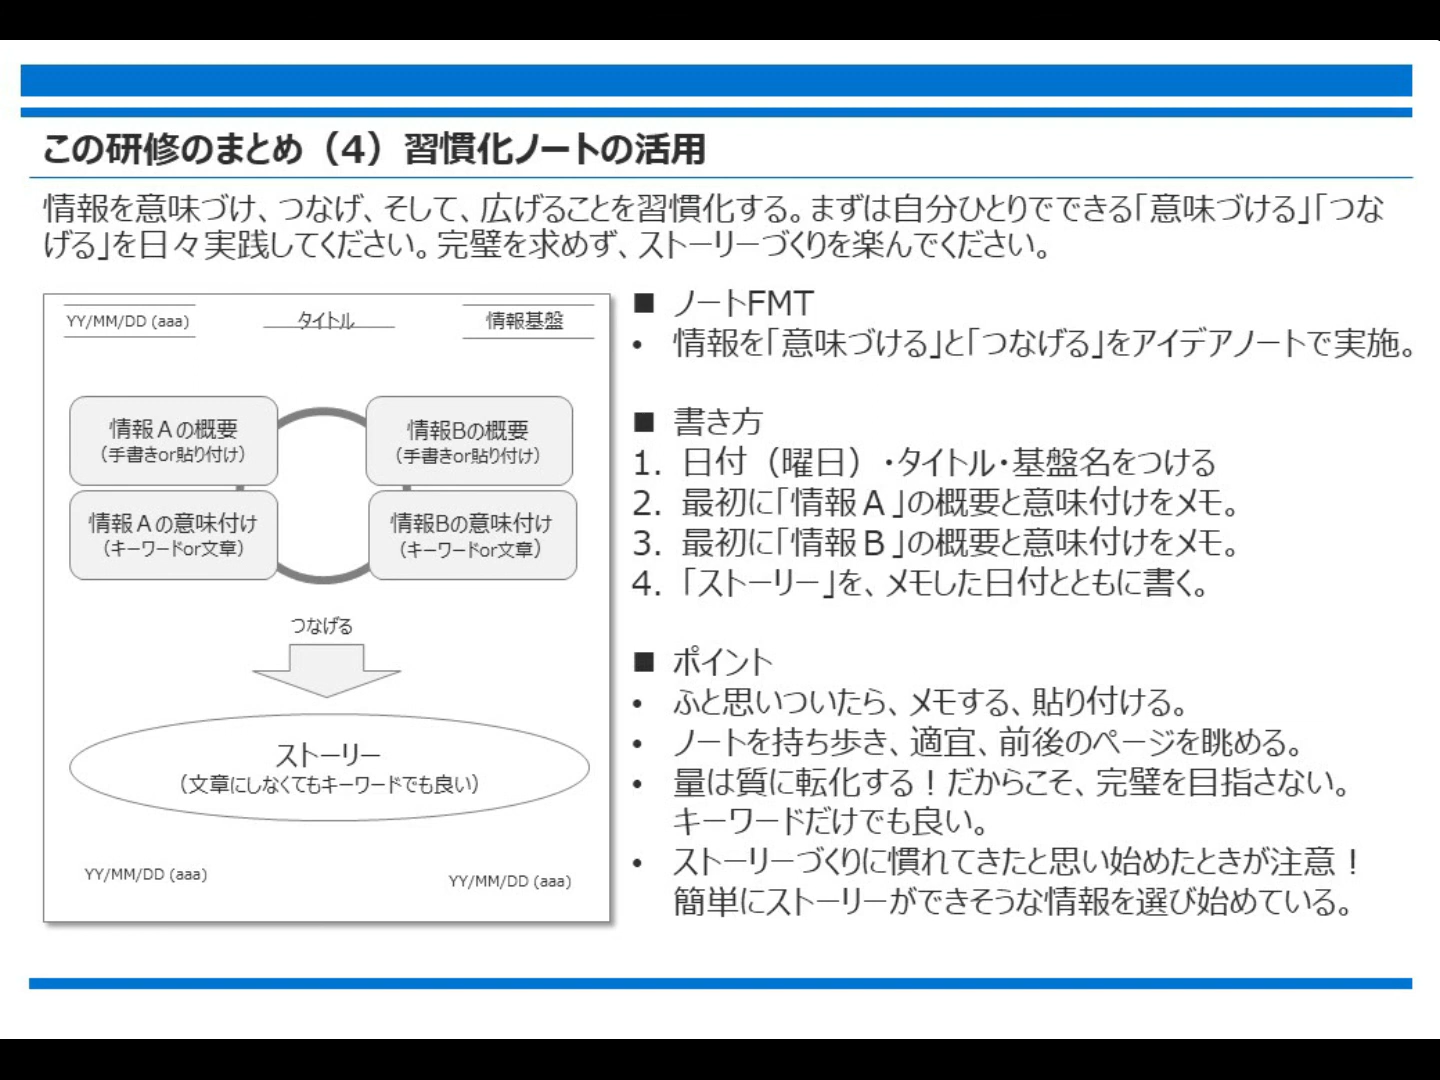 この研修のまとめ（4）習慣化ノートの活用
情報を意味づけ、つなげ、そして、広げることを習慣化する。まずは自分ひとりでできる「意味づける」「つな
げる」を日々実践してください。完璧を求めず、ストーリーづくりを楽んでください。
YY/MM/DD (aaa)
タイトル
情報基盤
情報Ａの概要
（手書きor貼り付け）
情報Bの概要
（手書きor貼り付け）
情報Ａの意味付け
（キーワードor文章）
情報Bの意味付け
（キーワードor文章）
つなげる
ストーリー
（文章にしなくてもキーワードでも良い）
YY/MM/DD (aaa)
YY/MM/DD (aaa)
■ ノートFMT
• 情報を「意味づける」と「つなげる」をアイデアノートで実施。
■ 書き方
1. 日付（曜日）・タイトル・基盤名をつける
2. 最初に「情報Ａ」の概要と意味付けをメモ。
3. 最初に「情報Ｂ」の概要と意味付けをメモ。
4. 「ストーリー」を、メモした日付とともに書く。
■ ポイント
• ふと思いついたら、メモする、貼り付ける。
• ノートを持ち歩き、適宜、前後のページを眺める。
• 量は質に転化する！だからこそ、完璧を目指さない。
キーワードだけでも良い。
• ストーリーづくりに慣れてきたと思い始めたときが注意！
簡単にストーリーができそうな情報を選び始めている。